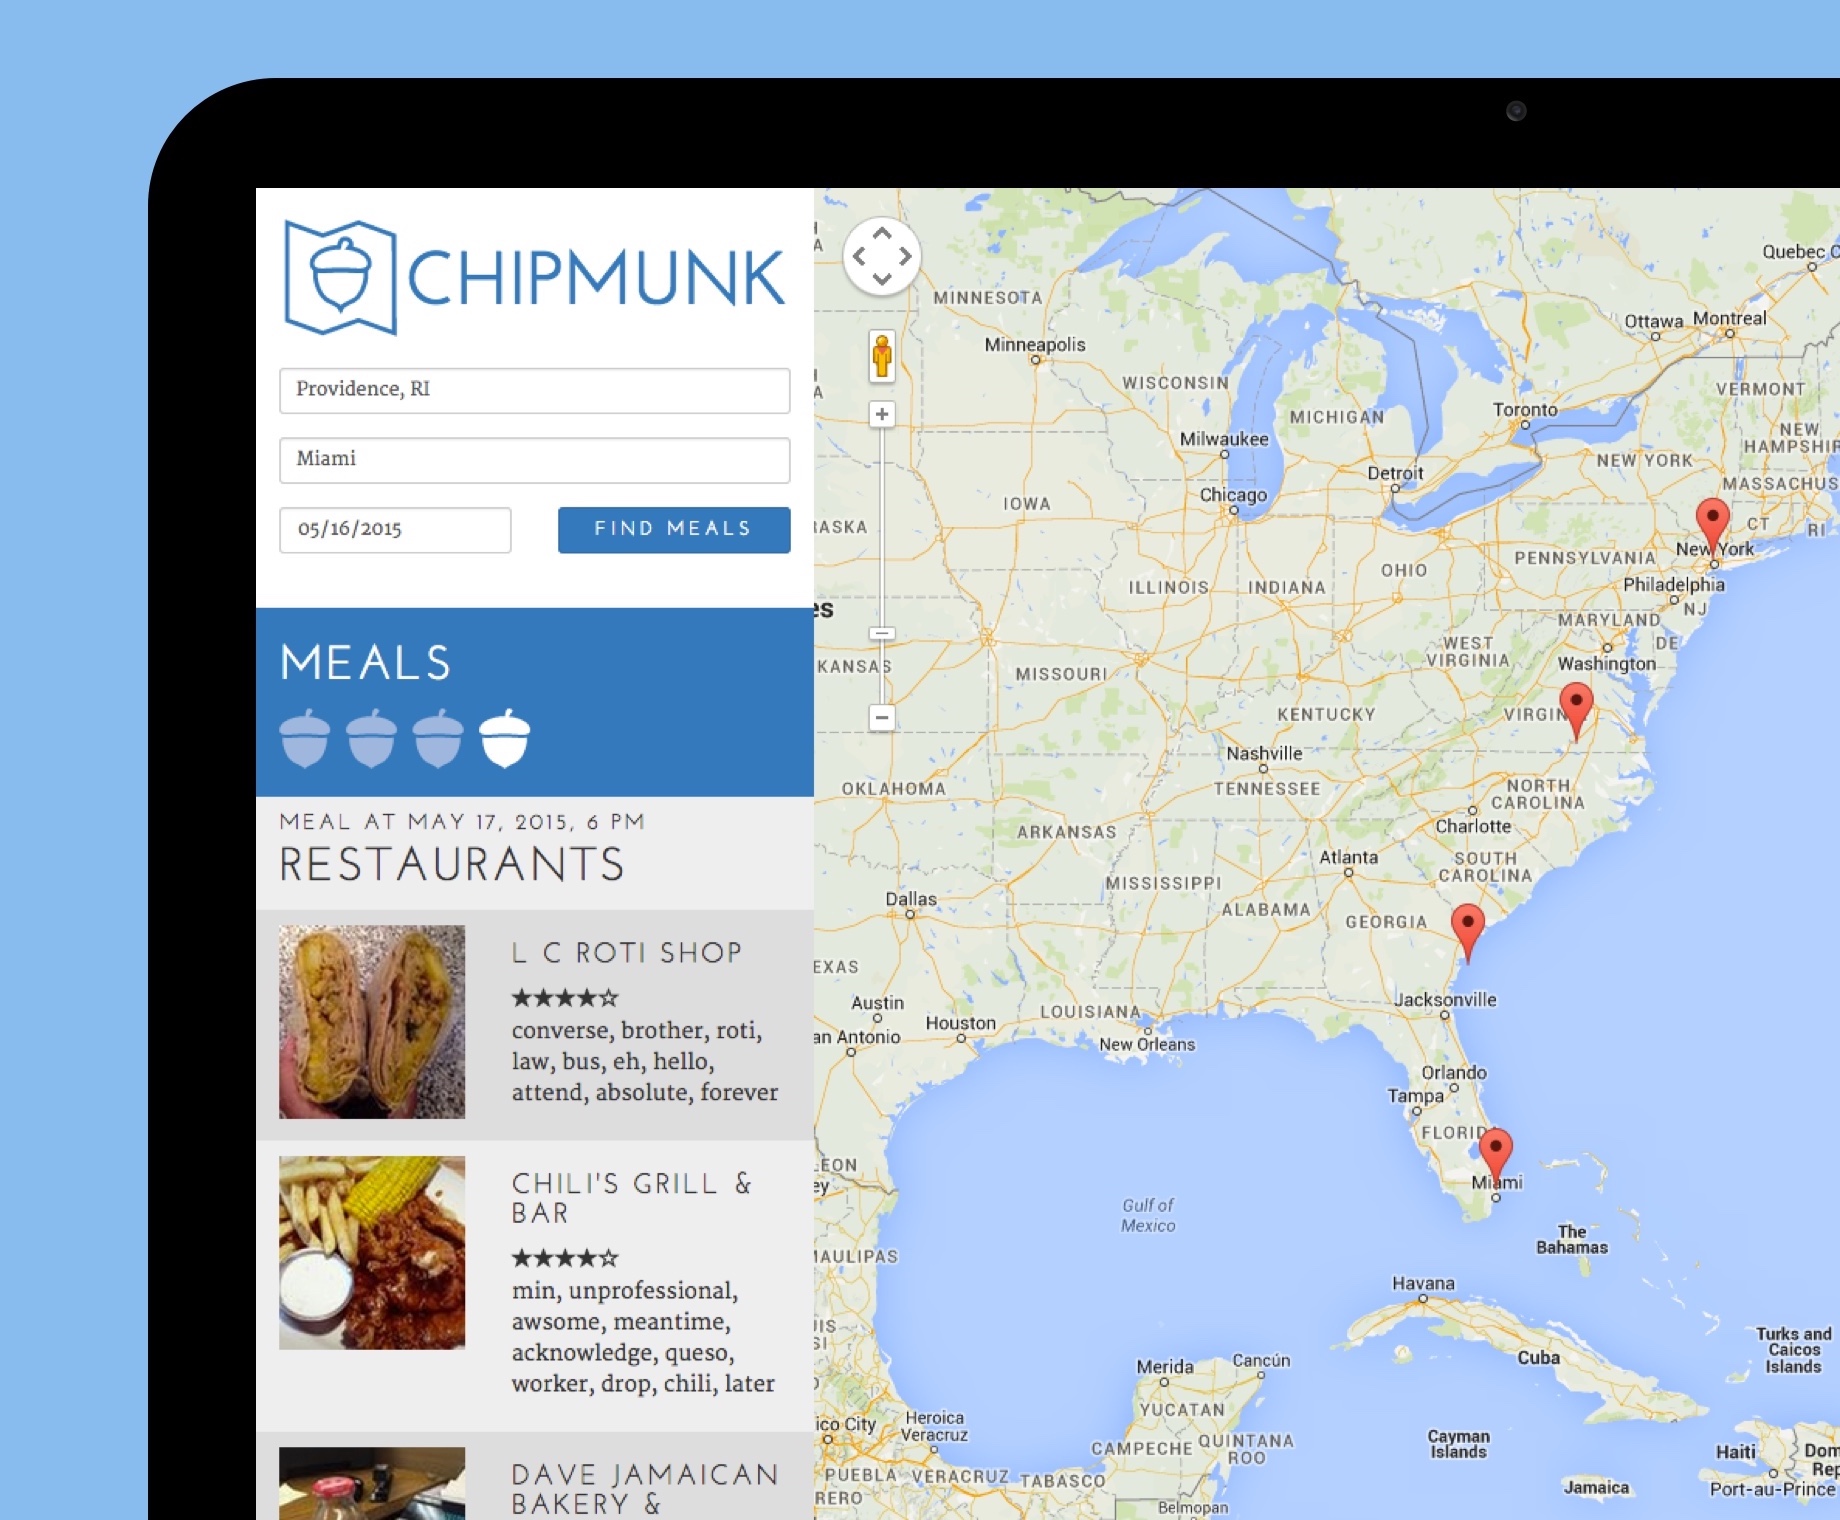 CHIPMUNK
Providence, RI
Miami
05/16/2015
FIND MEALS
MEALS
MEAL AT MAY 17, 2015, 6 PM
RESTAURANTS
L C ROTI SHOP
★★★★☆
converse, brother, roti,
law, bus, eh, hello,
attend, absolute, forever
CHILI'S GRILL &
BAR
★★★★☆
min, unprofessional,
awsome, meantime,
acknowledge, queso,
worker, drop, chili, later
DAVE JAMAICAN
BAKERY &
Quebec C
MINNESOTA
Ottawa
Montreal
Minneapolis
WISCONSIN
VERMONT
MICHIGAN
Toronto
Milwaukee
NEW
HAMPSHIR
NEW YORK
Detroit
MASSACHUS
Chicago
IOWA
RASKA
CT
RI
New York
PENNSYLVANIA
OHIO
ILLINOIS
INDIANA
Philadelphia
NJ
es
MARYLAND
DE
WEST
VIRGINIA
Washington
KANSAS
MISSOURI
KENTUCKY
VIRGIN
Nashville
OKLAHOMA
TENNESSEE
NORTH
CAROLINA
ARKANSAS
Charlotte
Atlanta
SOUTH
CAROLINA
MISSISSIPPI
Dallas
ALABAMA
GEORGIA
EXAS
Austin
Jacksonville
LOUISIANA
Houston
an Antonio
New Orleans
Orlando
Tampa
FLORID
LEON
ey
Miami
Gulf of
Mexico
The
Bahamas
MAULIPAS
Havana
UIS
SI
Turks and
Caicos
Islands
Cuba
Merida
Cancún
YUCATAN
ico City
Heroica
Veracruz
Cayman
Islands
CAMPECHE
QUINTANA
ROO
Haiti
Dom
Rep
PUEBLA
VERACRUZ
TABASCO
Jamaica
Port-au-Prince
RERO
Belmopan